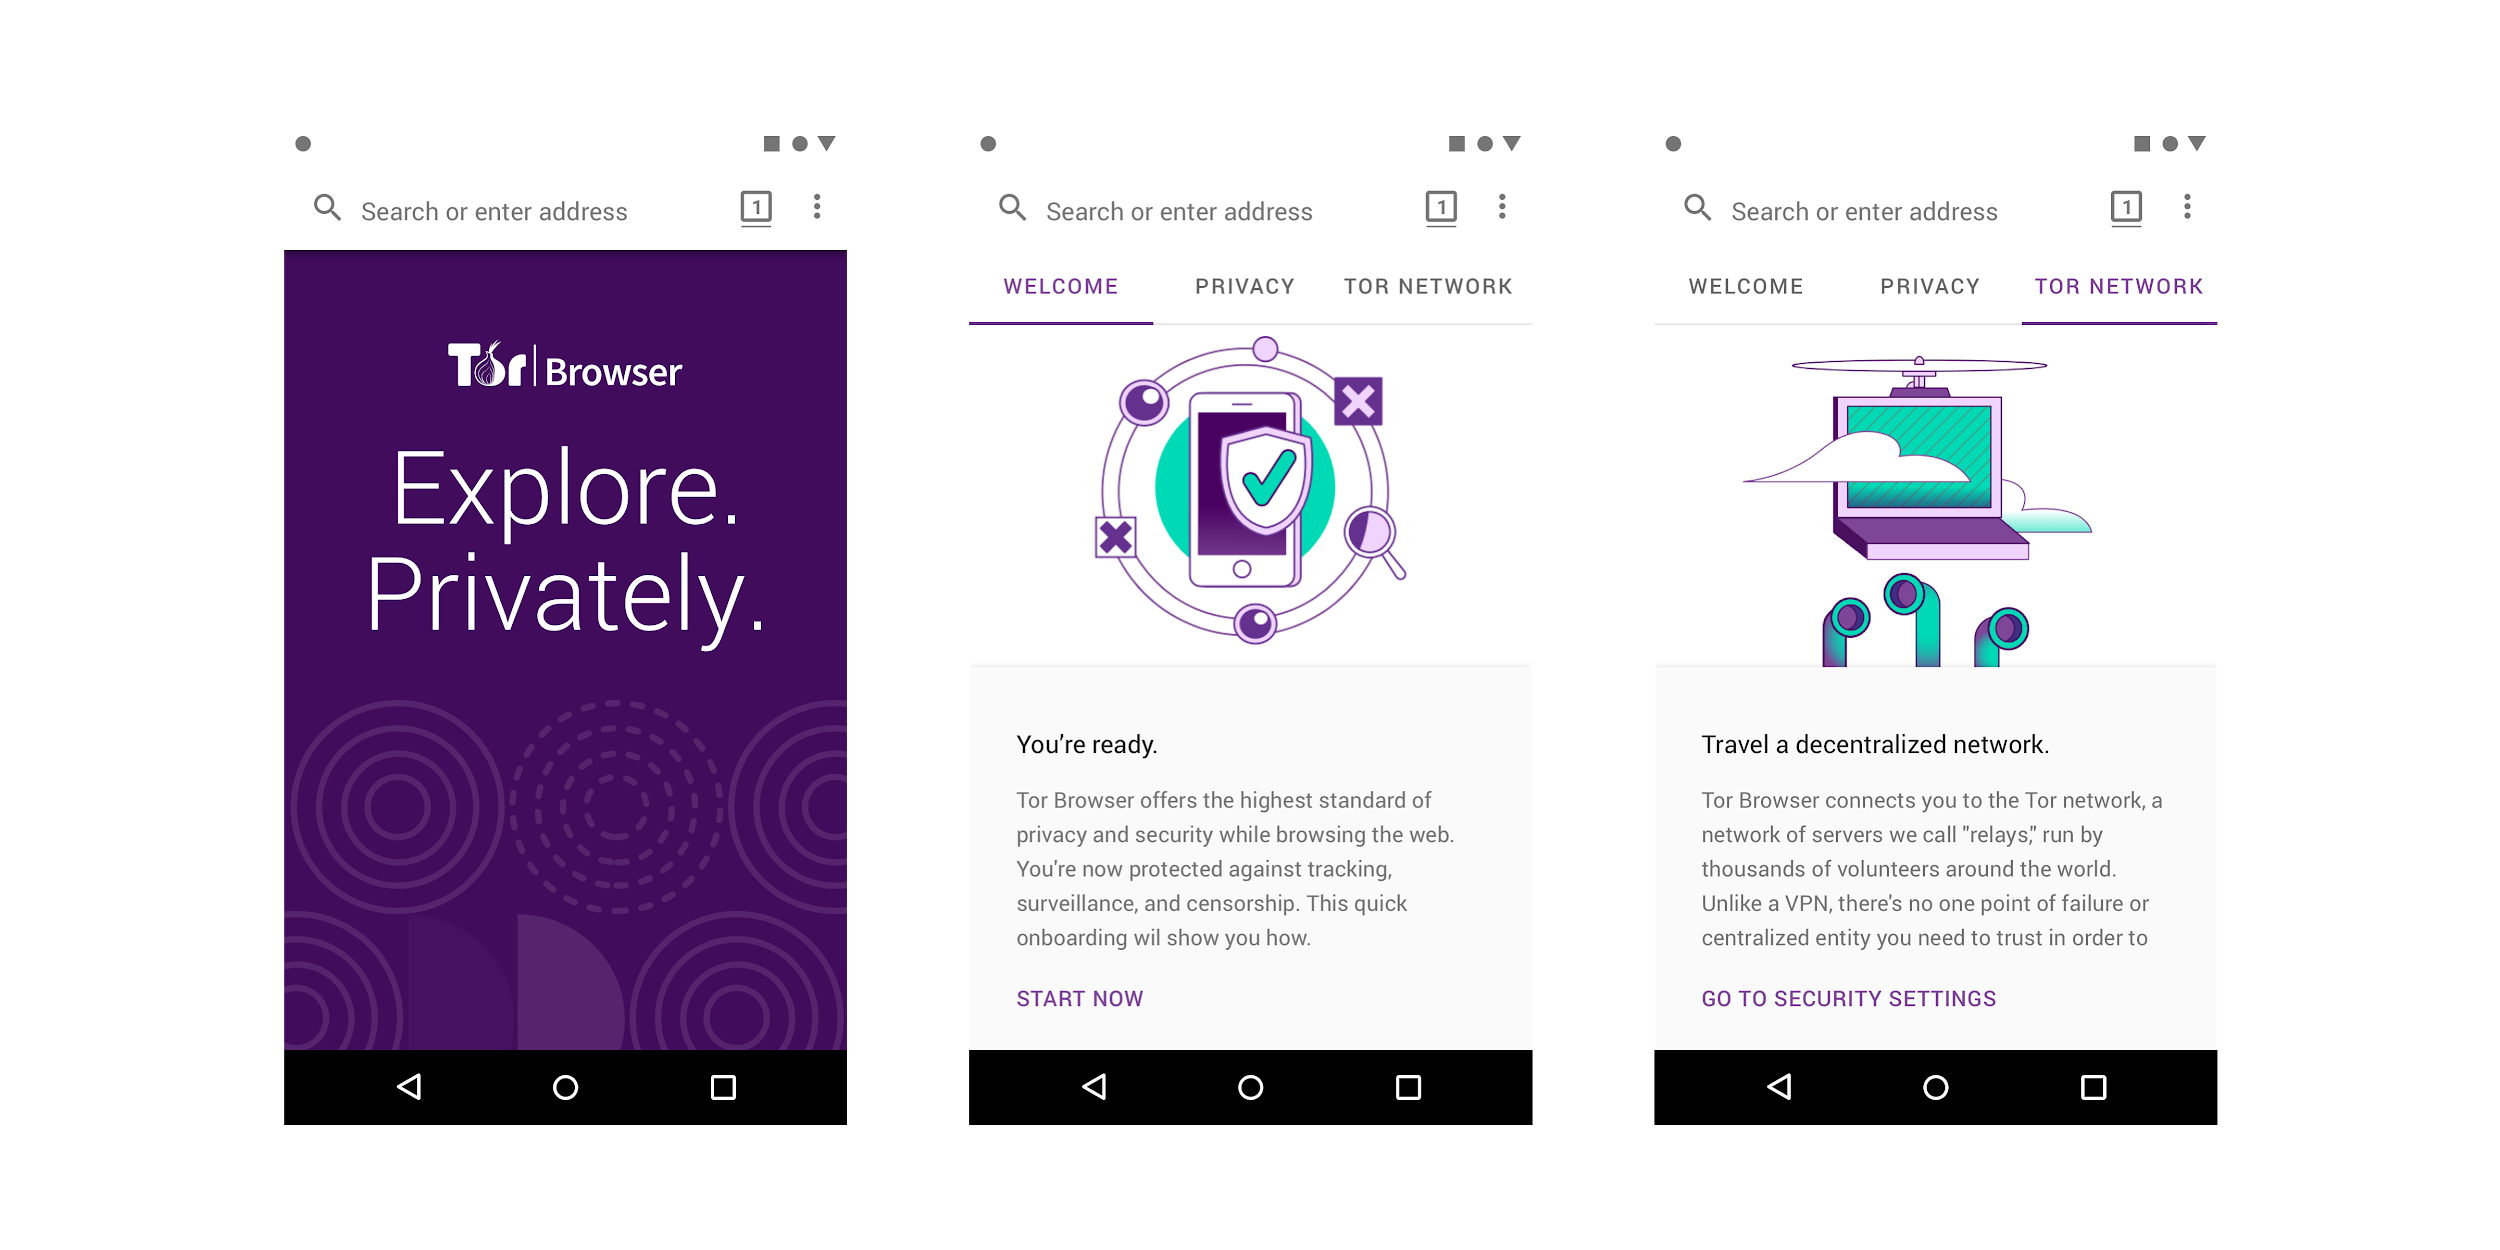 Search or enter address 1
Tor Browser
Explore.
Privately.
Search or enter address 1
WELCOME PRIVACY TOR NETWORK
You're ready.
Tor Browser offers the highest standard of
privacy and security while browsing the web.
You're now protected against tracking,
surveillance, and censorship. This quick
onboarding wil show you how.
START NOW
Search or enter address 1
WELCOME PRIVACY TOR NETWORK
Travel a decentralized network.
Tor Browser connects you to the Tor network, a
network of servers we call "relays," run by
thousands of volunteers around the world.
Unlike a VPN, there's no one point of failure or
centralized entity you need to trust in order to
GO TO SECURITY SETTINGS